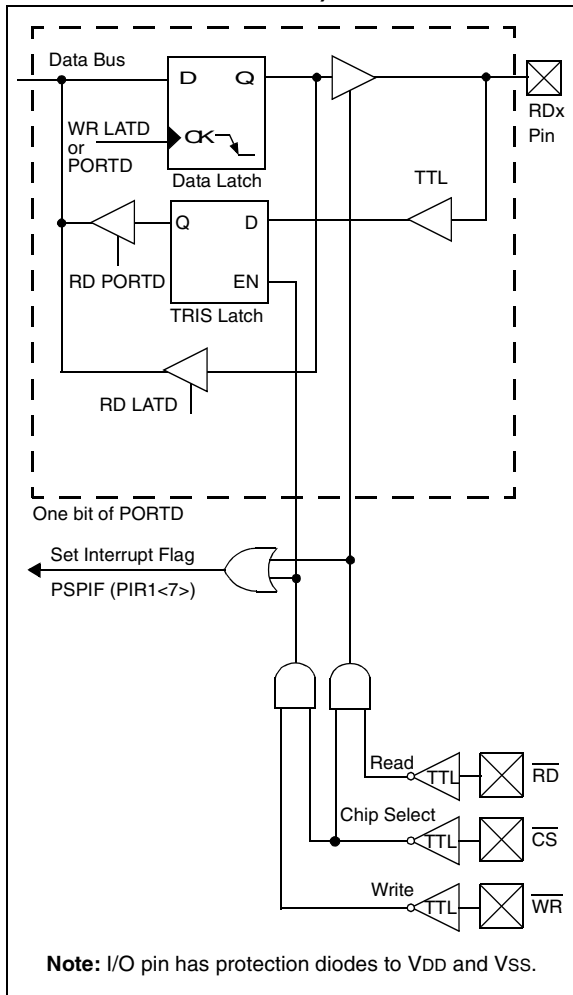 Data Bus
D Q
RDx
Pin
WR LATD
or
PORTD
CK
Data Latch
TTL
Q D
RD PORTD
EN
TRIS Latch
RD LATD
One bit of PORTD
Set Interrupt Flag
PSPIF (PIR1<7>)
Read
TTL
RD
Chip Select
TTL
CS
Write
TTL
WR
Note: I/O pin has protection diodes to VDD and VSS.